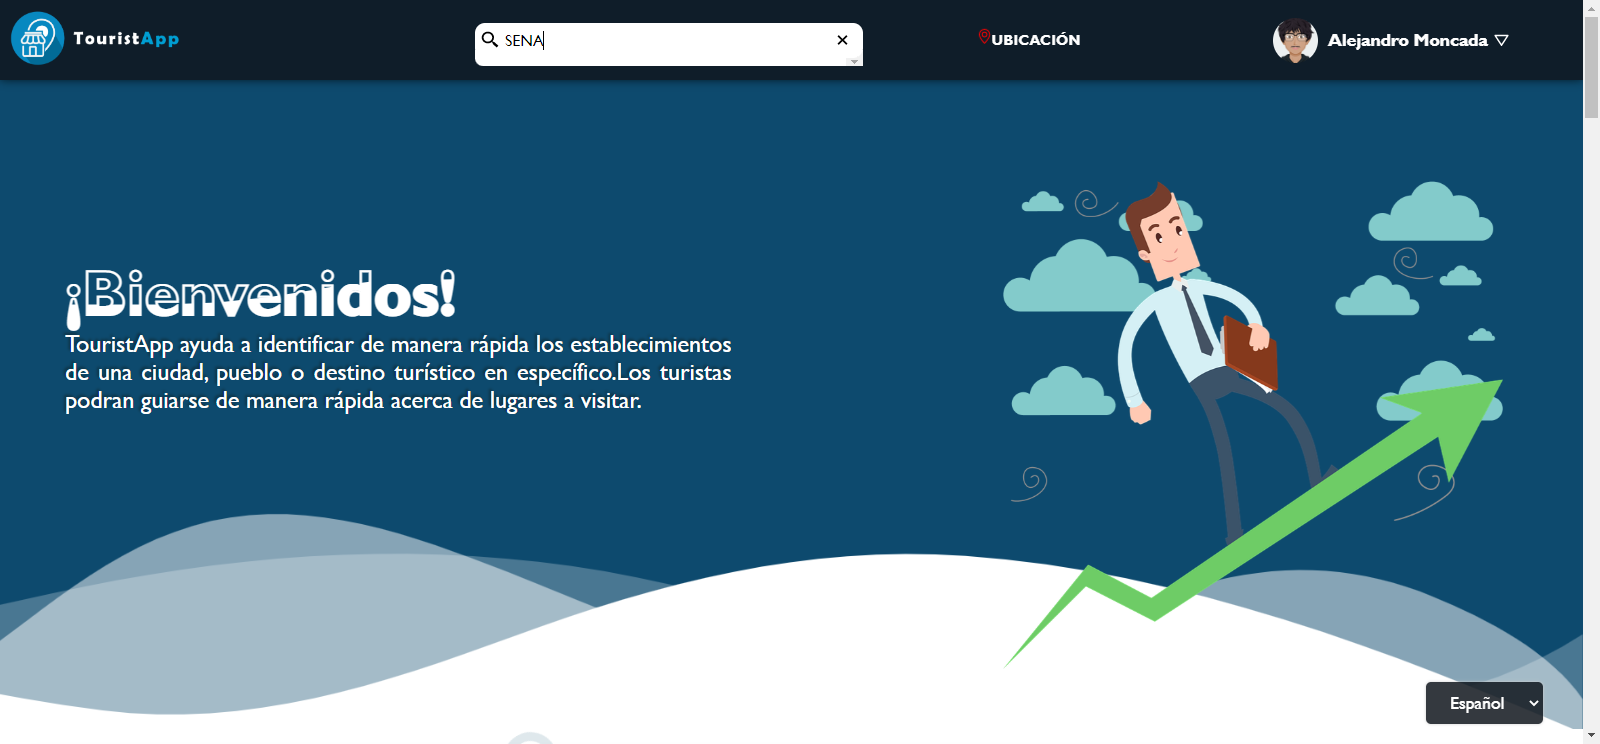 TouristApp
SENA
UBICACIÓN
Alejandro Moncada
¡Bienvenidos!
TouristApp ayuda a identificar de manera rápida los establecimientos
de una ciudad, pueblo o destino turístico en específico.Los turistas
podran guiarse de manera rápida acerca de lugares a visitar.
Español